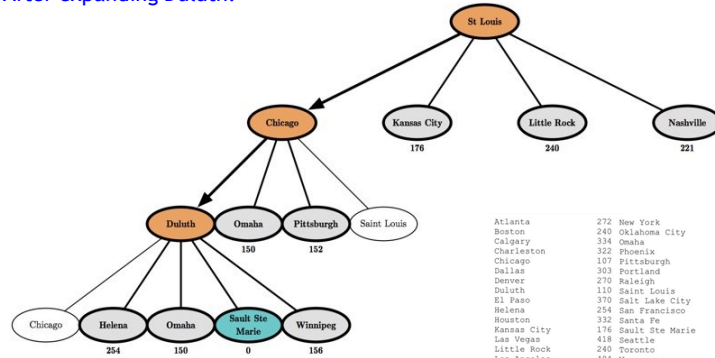 After expanding Duluth:
St Louis
Chicago
Kansas City
Little Rock
Nashville
176
240
221
Duluth
Omaha
Pittsburgh
Saint Louis
150
152
Chicago
Helena
Omaha
Sault Ste
Marie
Winnipeg
254
150
0
156
Atlanta 272 New York
Boston 240 Oklahoma City
Calgary 334 Omaha
Charleston 322 Phoenix
Chicago 107 Pittsburgh
Dallas 303 Portland
Denver 270 Raleigh
Duluth 110 Saint Louis
El Paso 370 Salt Lake City
Helena 254 San Francisco
Houston 332 Santa Fe
Kansas City 176 Sault Ste Marie
Las Vegas 418 Seattle
Little Rock 240 Toronto